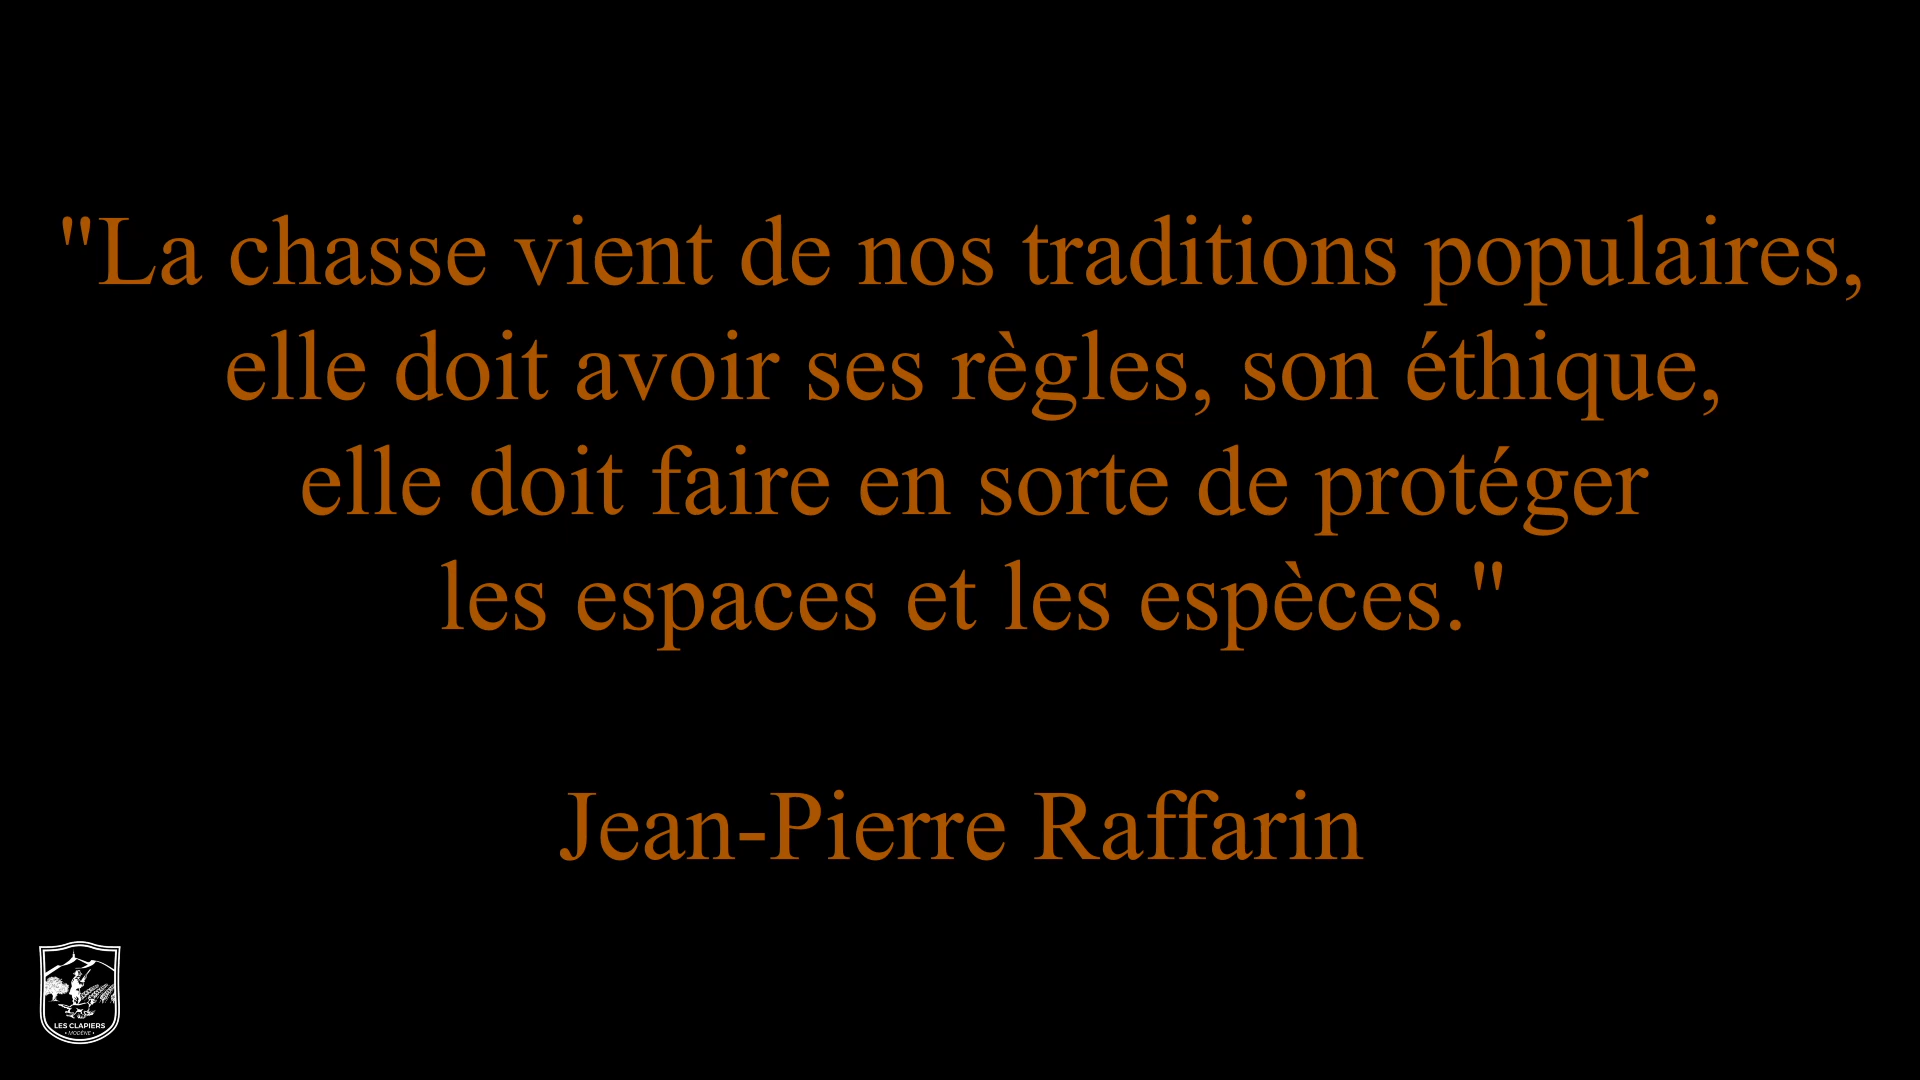 "La chasse vient de nos traditions populaires,
elle doit avoir ses règles, son éthique,
elle doit faire en sorte de protéger
les espaces et les espèces."
Jean-Pierre Raffarin
LES CLAPIERS
• MODÈNE •